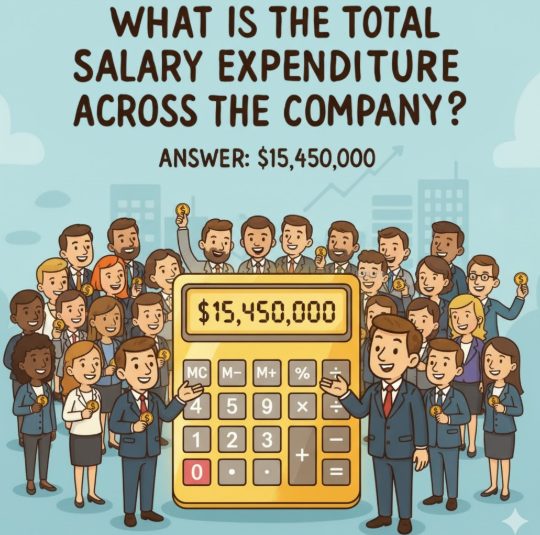 WHAT IS THE TOTAL
SALARY EXPENDITURE
ACROSS THE COMPANY?
ANSWER: $15,450,000
$15,450,000
MC M- M+ % ÷
4 5 9 × ÷
1 2 3 + −
0 • • =